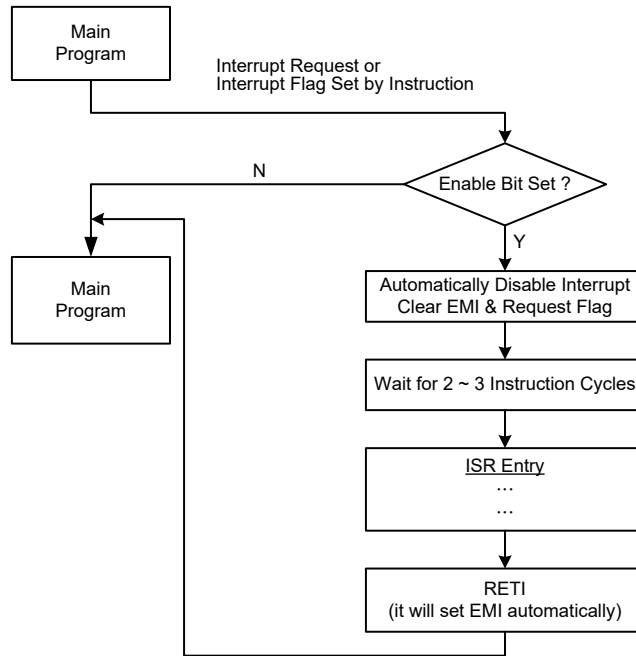 Main
Program
Interrupt Request or
Interrupt Flag Set by Instruction
Enable Bit Set ?
N
Y
Main
Program
Automatically Disable Interrupt
Clear EMI & Request Flag
Wait for 2 ~ 3 Instruction Cycles
ISR Entry
...
...
RETI
(it will set EMI automatically)